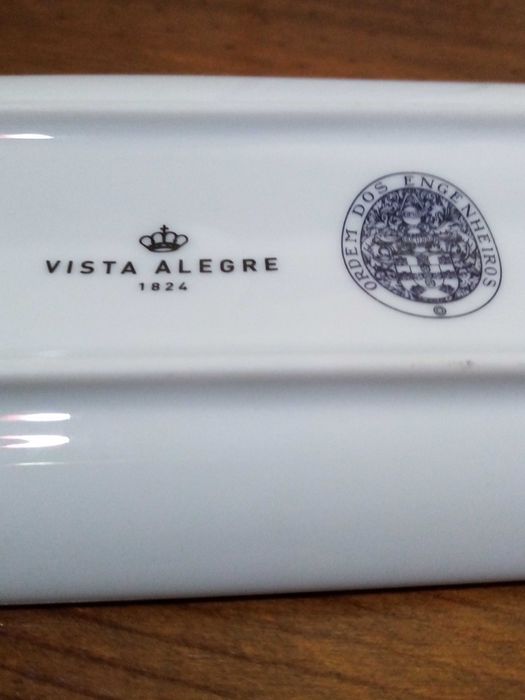 VISTA ALEGRE
1824
ORDEM DOS ENGENHEIROS
©